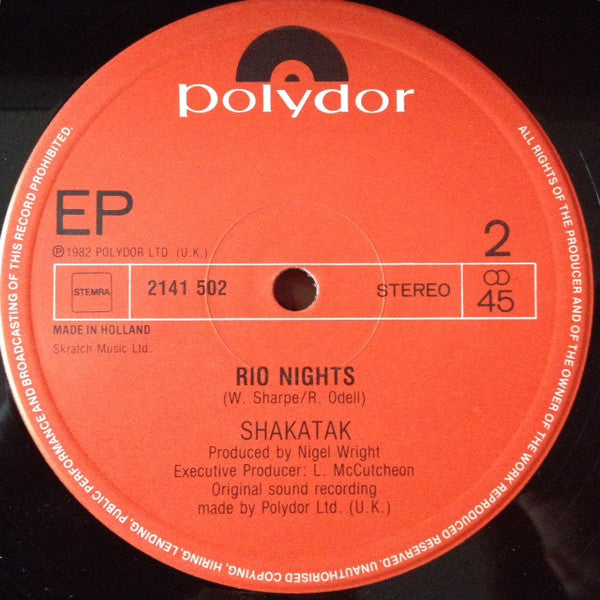 polydor
EP
2
℗ 1982 POLYDOR LTD. (U.K.)
STEMRA
2141 502
STEREO
45
MADE IN HOLLAND
Skratch Music Ltd.
RIO NIGHTS
(W. Sharpe/R. Odell)
SHAKATAK
Produced by Nigel Wright
Executive Producer: L. McCutcheon
Original sound recording
made by Polydor Ltd. (U.K.)
ALL RIGHTS OF THE PRODUCER AND OF THE OWNER OF THE WORK REPRODUCED RESERVED. UNAUTHORISED COPYING, HIRING, LENDING, PUBLIC PERFORMANCE AND BROADCASTING OF THIS RECORD PROHIBITED.